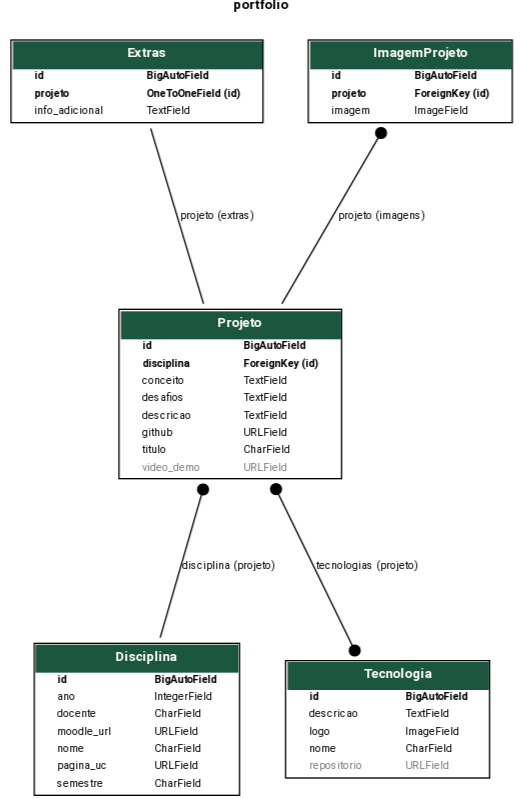 portfolio
Extras
id BigAutoField
projeto OneToOneField (id)
info_adicional TextField
ImagemProjeto
id BigAutoField
projeto ForeignKey (id)
imagem ImageField
projeto (extras)
projeto (imagens)
Projeto
id BigAutoField
disciplina ForeignKey (id)
conceito TextField
desafios TextField
descricao TextField
github URLField
titulo CharField
video_demo URLField
disciplina (projeto)
tecnologias (projeto)
Disciplina
id BigAutoField
ano IntegerField
docente CharField
moodle_url URLField
nome CharField
pagina_uc URLField
semestre CharField
Tecnologia
id BigAutoField
descricao TextField
logo ImageField
nome CharField
repositorio URLField